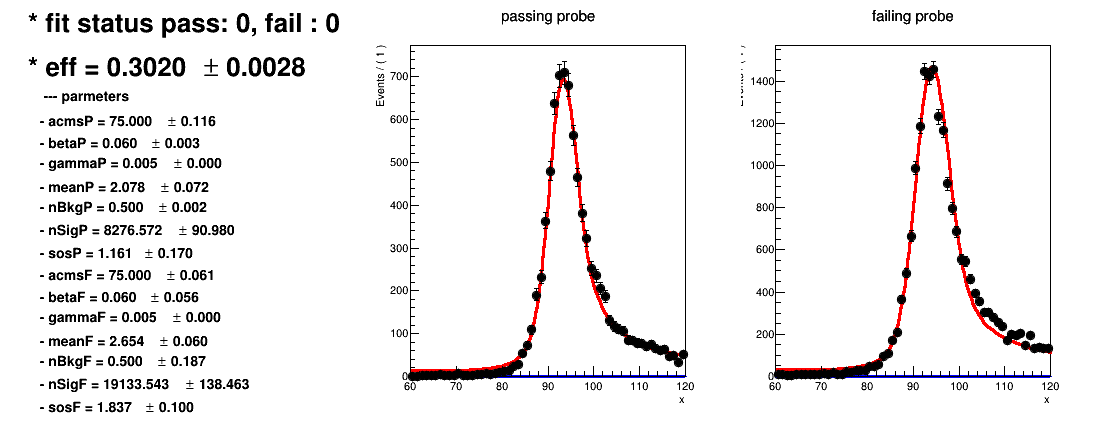 * fit status pass: 0, fail : 0
* eff = 0.3020 ± 0.0028
--- parmeters
- acmsP = 75.000 ± 0.116
- betaP = 0.060 ± 0.003
- gammaP = 0.005 ± 0.000
- meanP = 2.078 ± 0.072
- nBkgP = 0.500 ± 0.002
- nSigP = 8276.572 ± 90.980
- sosP = 1.161 ± 0.170
- acmsF = 75.000 ± 0.061
- betaF = 0.060 ± 0.056
- gammaF = 0.005 ± 0.000
- meanF = 2.654 ± 0.060
- nBkgF = 0.500 ± 0.187
- nSigF = 19133.543 ± 138.463
- sosF = 1.837 ± 0.100
passing probe
Events / ( 1 )
700
600
500
400
300
200
100
0
60 70 80 90 100 110 120
x
failing probe
1400
1200
1000
800
600
400
200
0
60 70 80 90 100 110 120
x